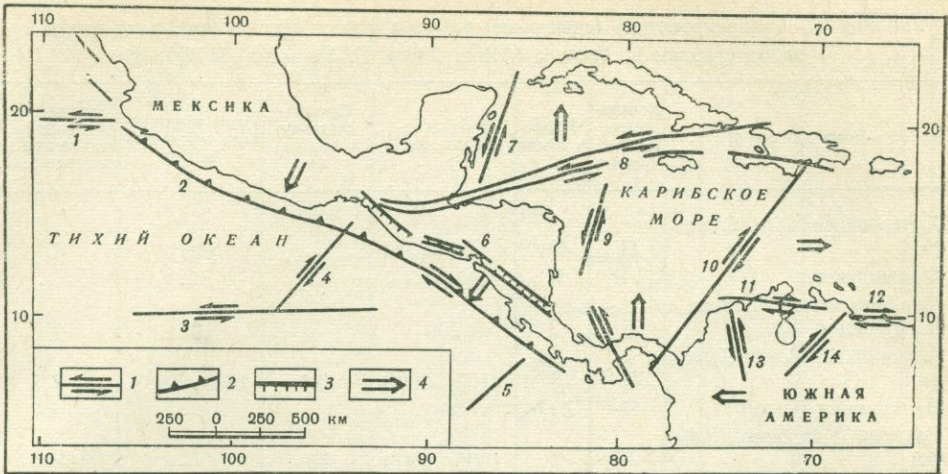 110 100 90 80 70
20 МЕКСИКА 20
1 7 8
2 КАРИБСКОЕ
МОРЕ
ТИХИЙ ОКЕАН 6 9
4 10
3 11 12
10 10
13 14
1 2 3 4 5
250 0 250 500 км
ЮЖНАЯ
АМЕРИКА
110 100 90 80 70